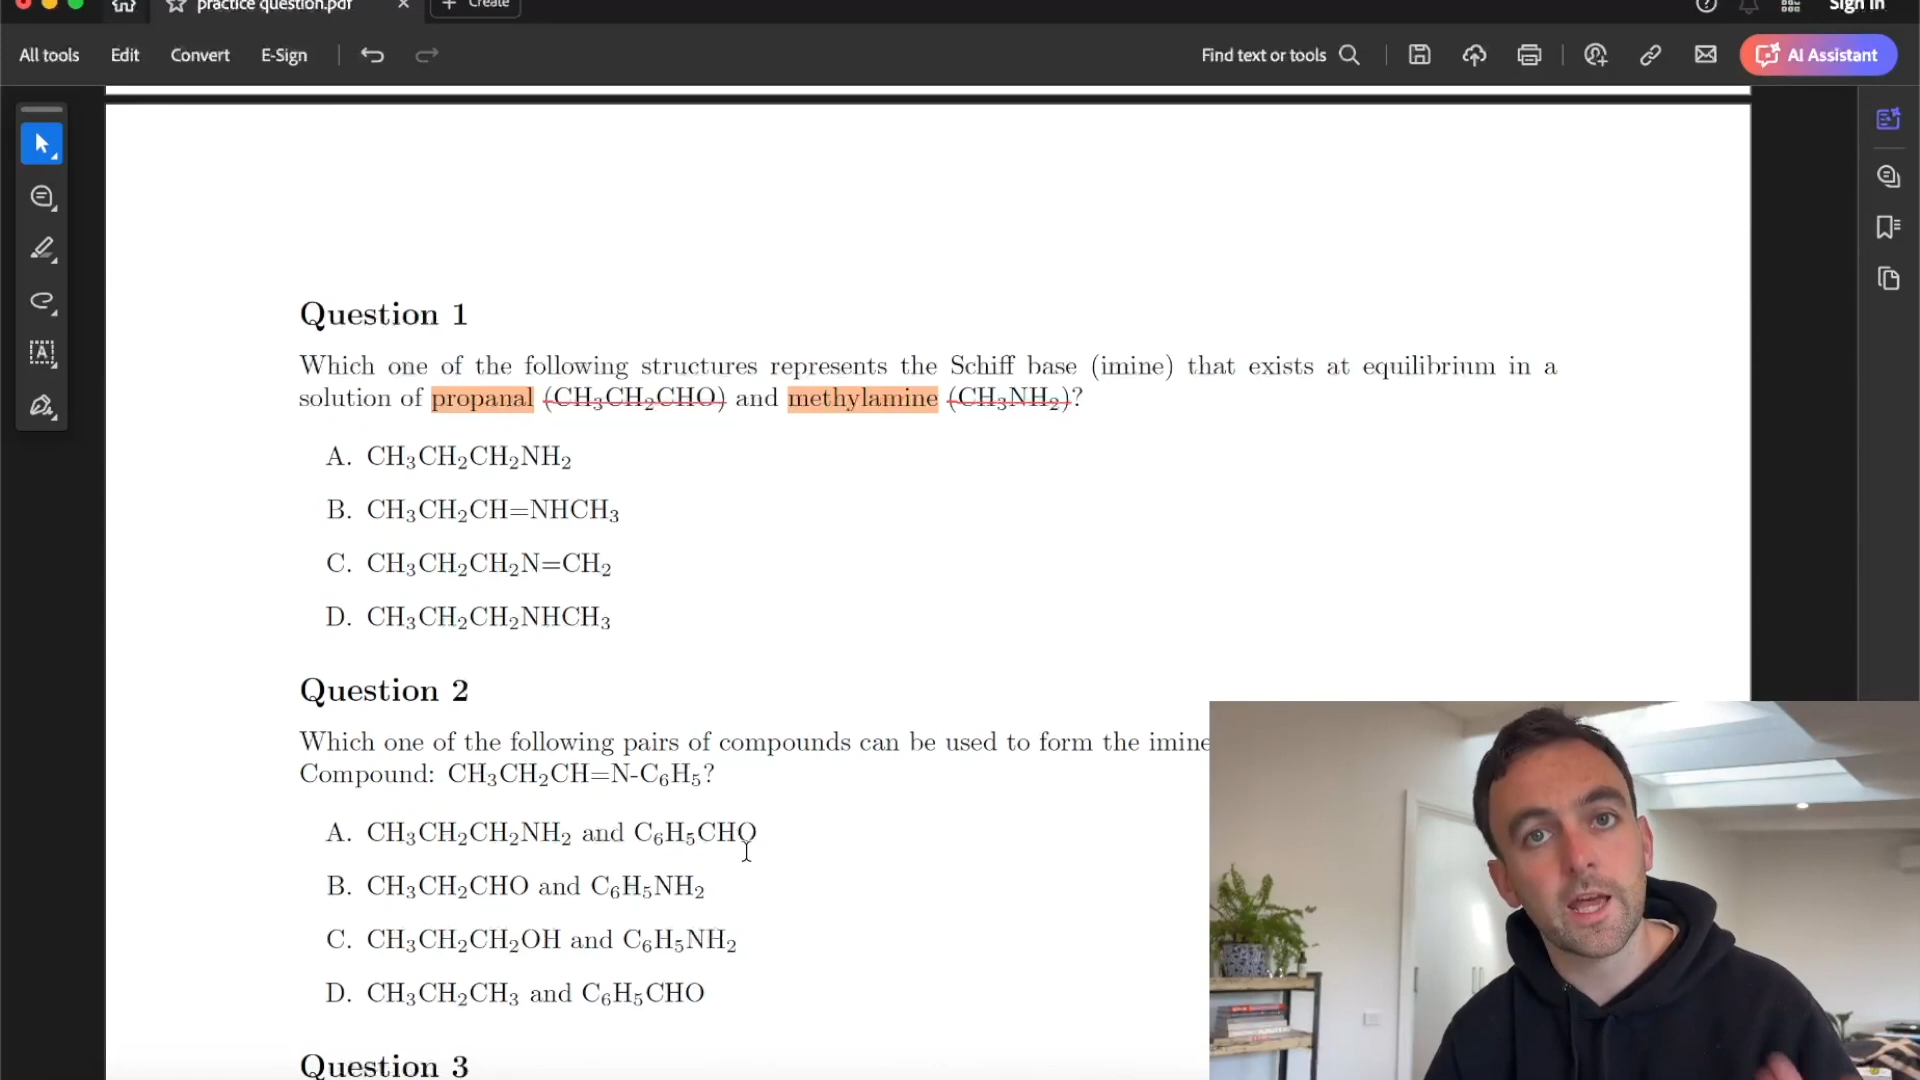 practice question.pdf
Create
Sign in
All tools Edit Convert E-Sign
Find text or tools
AI Assistant
Question 1
Which one of the following structures represents the Schiff base (imine) that exists at equilibrium in a
solution of propanal (CH₃CH₂CHO) and methylamine (CH₃NH₂)?
A. CH₃CH₂CH₂NH₂
B. CH₃CH₂CH=NHCH₃
C. CH₃CH₂CH₂N=CH₂
D. CH₃CH₂CH₂NHCH₃
Question 2
Which one of the following pairs of compounds can be used to form the imine
Compound: CH₃CH₂CH=N-C₆H₅?
A. CH₃CH₂CH₂NH₂ and C₆H₅CHO
B. CH₃CH₂CHO and C₆H₅NH₂
C. CH₃CH₂CH₂OH and C₆H₅NH₂
D. CH₃CH₂CH₃ and C₆H₅CHO
Question 3